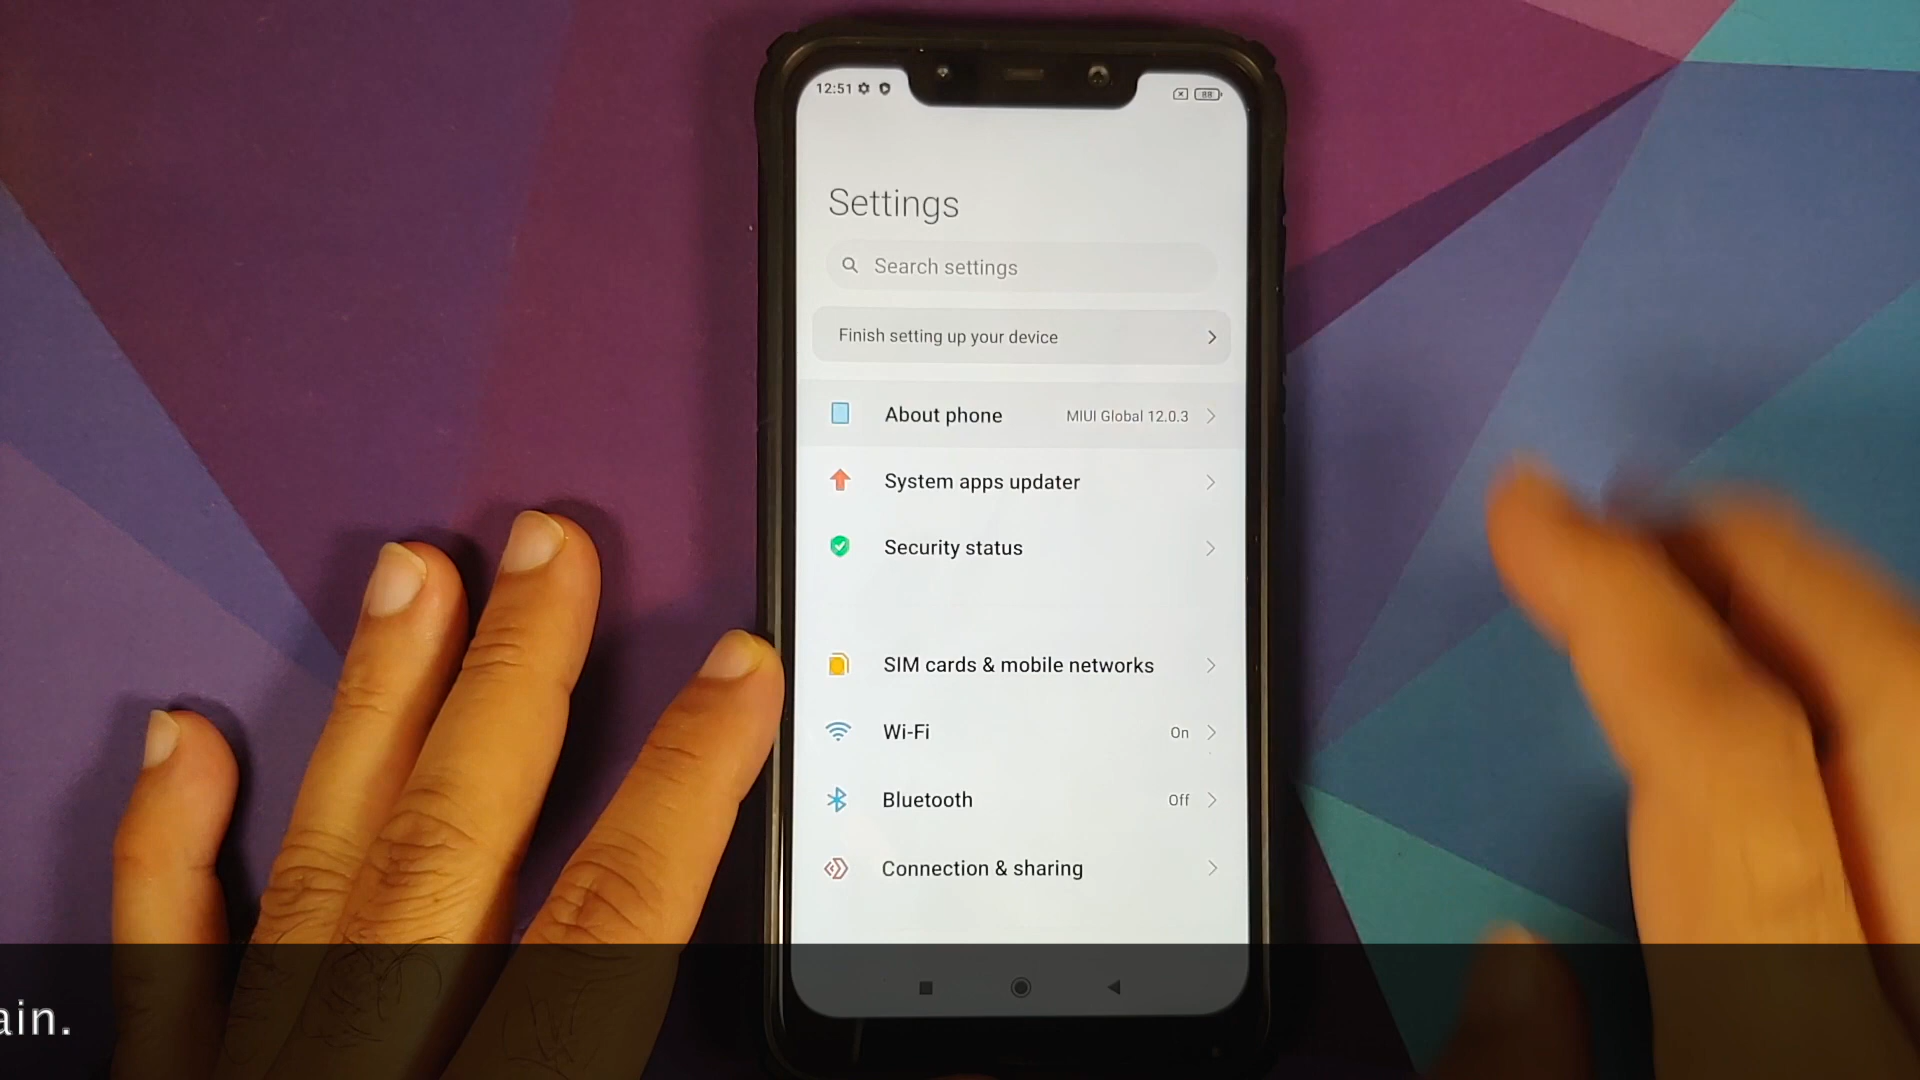 12:51
88
Settings
Search settings
Finish setting up your device
About phone MIUI Global 12.0.3
System apps updater
Security status
SIM cards & mobile networks
Wi-Fi On
Bluetooth Off
Connection & sharing
ain.